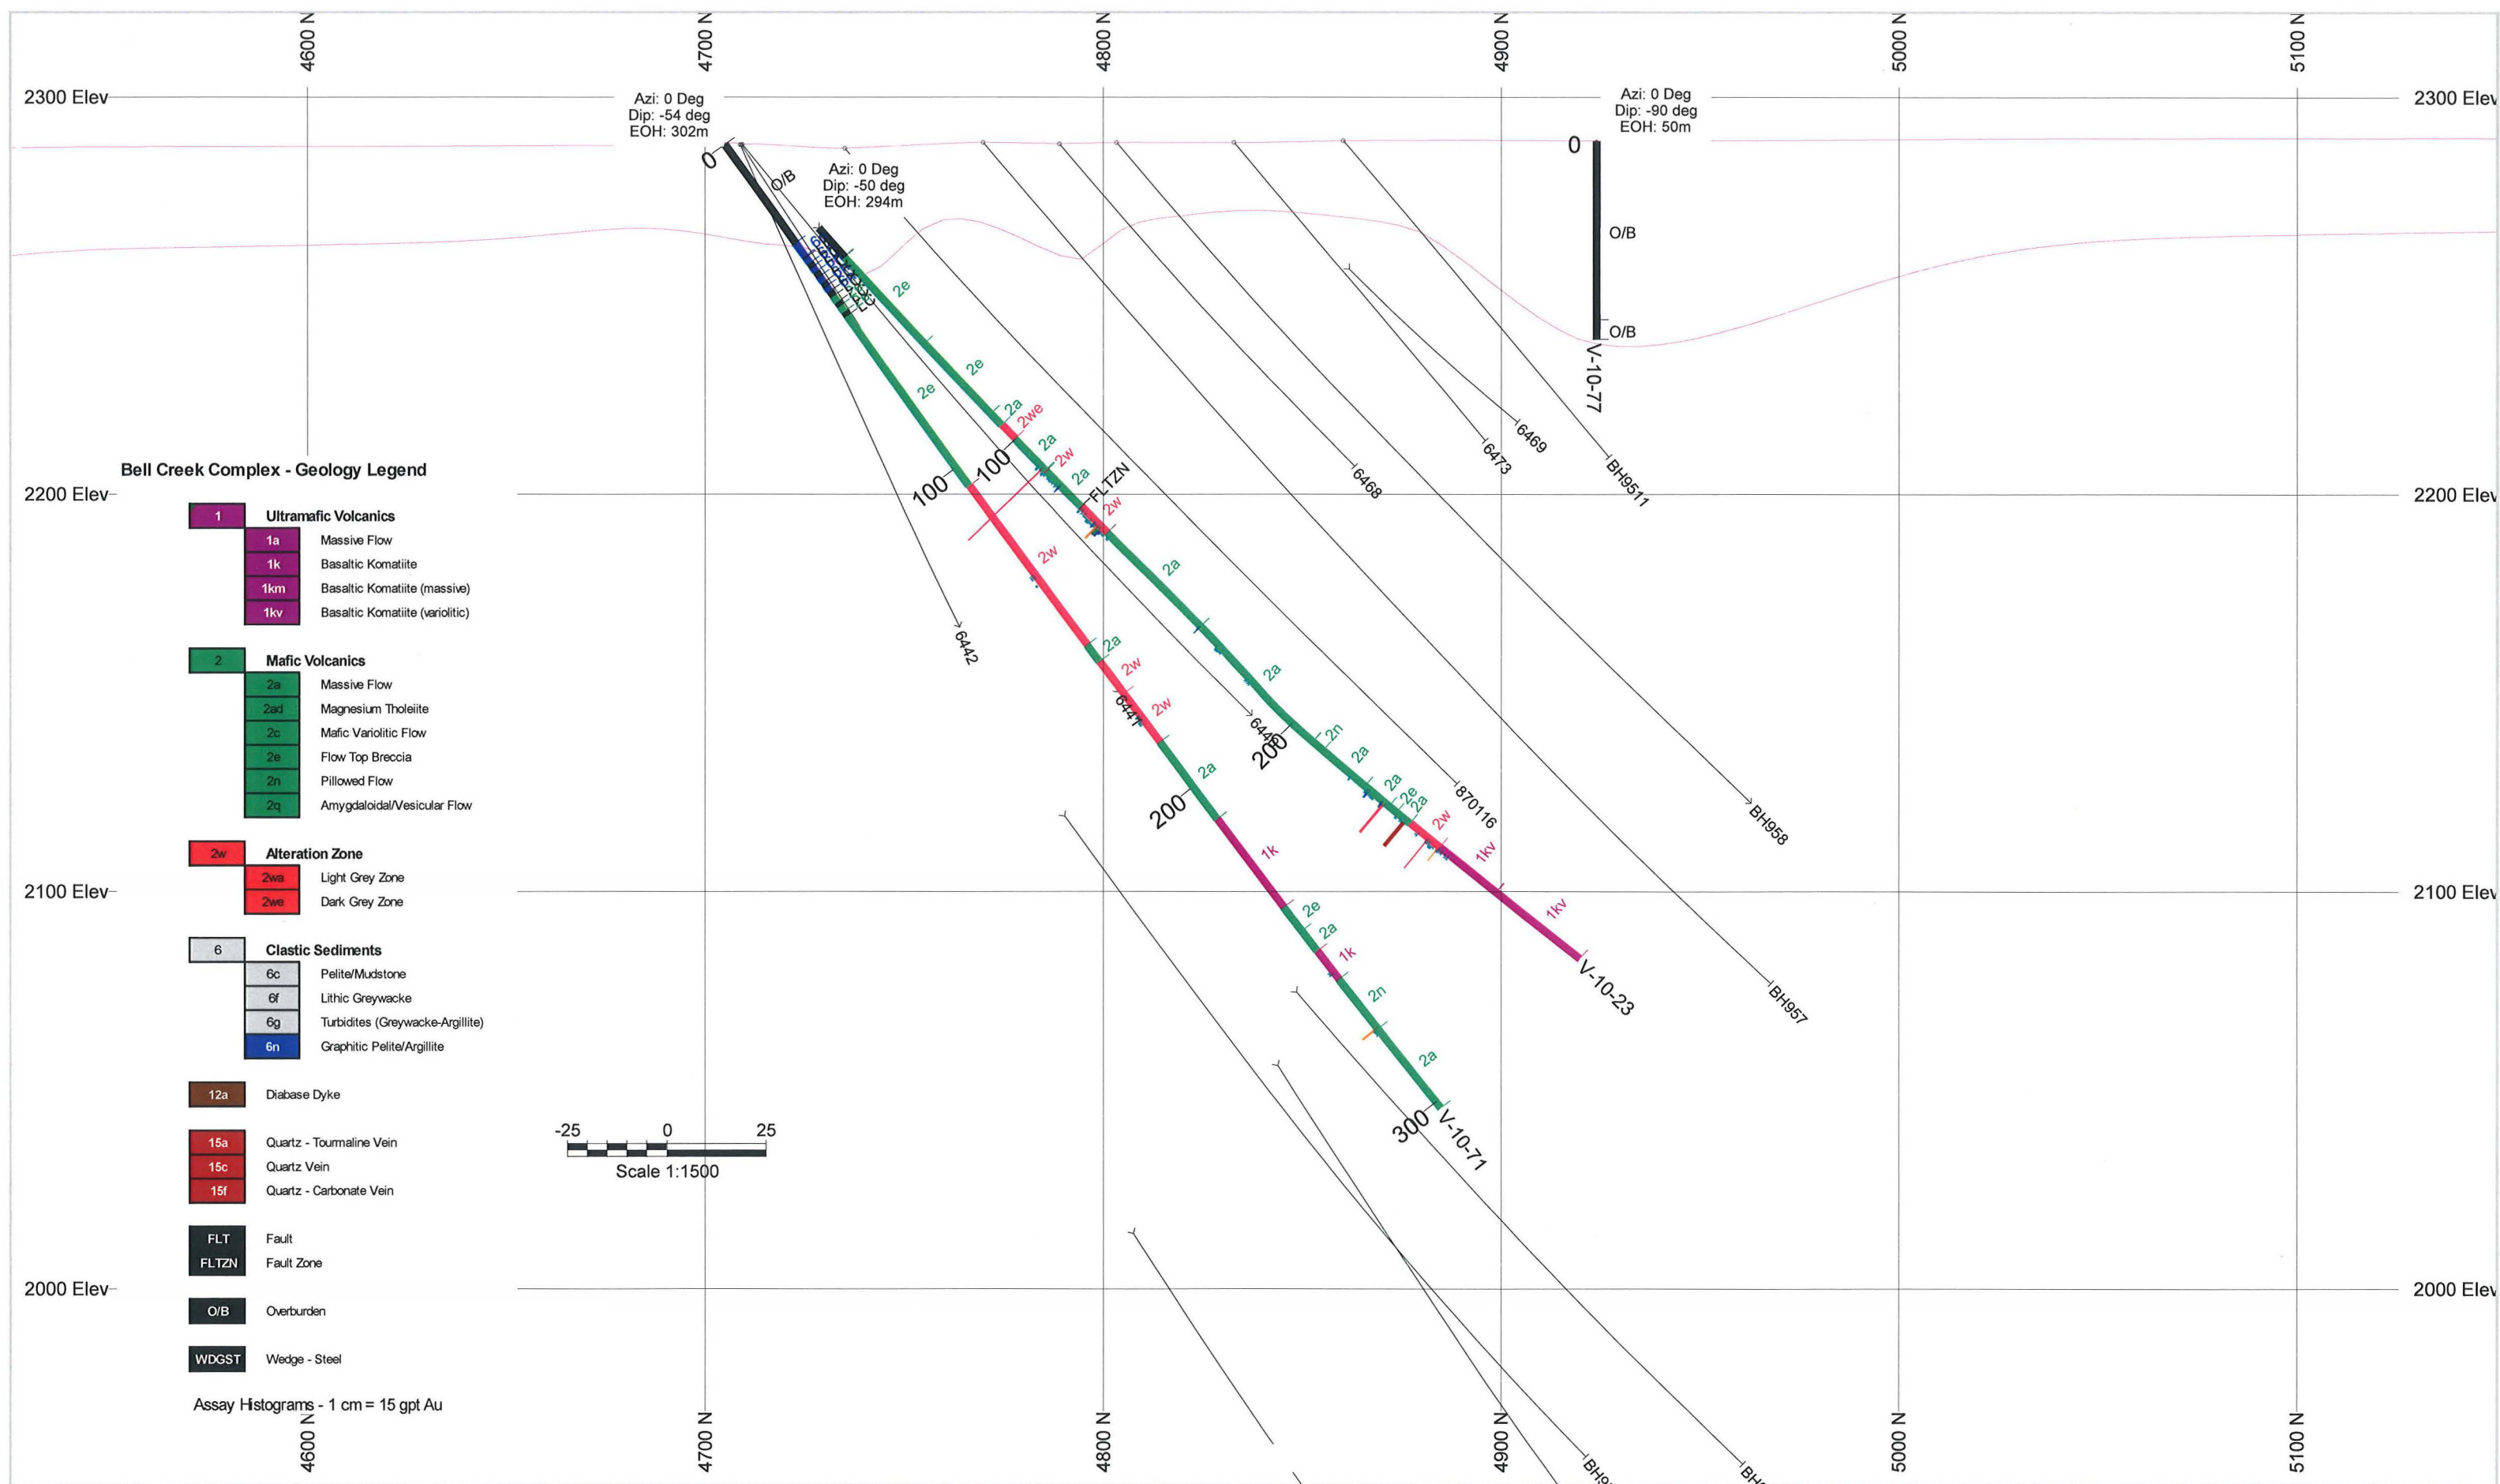 4600 N
4700 N
4800 N
4900 N
5000 N
5100 N
2300 Elev
2300 Elev
Azi: 0 Deg
Dip: -54 deg
EOH: 302m
Azi: 0 Deg
Dip: -90 deg
EOH: 50m
0
0
O/B
Azi: 0 Deg
Dip: -50 deg
EOH: 294m
O/B
O/B
V-10-77
2e
2e
2e
2a
2we
2a
2w
2a
FLTZN
2w
100
100
6469
6473
6468
BH9511
2200 Elev
2200 Elev
2w
2a
2a
2w
2w
6442
6441
2a
2a
200
200
2n
2a
2a
2e
2a
2w
1kv
1kv
870116
BH958
BH957
V-10-23
1k
2e
2a
1k
2n
2a
300
V-10-71
2100 Elev
2100 Elev
2000 Elev
2000 Elev
Bell Creek Complex - Geology Legend
1 Ultramafic Volcanics
1a Massive Flow
1k Basaltic Komatiite
1km Basaltic Komatiite (massive)
1kv Basaltic Komatiite (variolitic)
2 Mafic Volcanics
2a Massive Flow
2ad Magnesium Tholeiite
2c Mafic Variolitic Flow
2e Flow Top Breccia
2n Pillowed Flow
2q Amygdaloidal/Vesicular Flow
2w Alteration Zone
2wa Light Grey Zone
2we Dark Grey Zone
6 Clastic Sediments
6c Pelite/Mudstone
6f Lithic Greywacke
6g Turbidites (Greywacke-Argillite)
6n Graphitic Pelite/Argillite
12a Diabase Dyke
15a Quartz - Tourmaline Vein
15c Quartz Vein
15f Quartz - Carbonate Vein
FLT Fault
FLTZN Fault Zone
O/B Overburden
WDGST Wedge - Steel
Assay Histograms - 1 cm = 15 gpt Au
-25 0 25
Scale 1:1500
4600 N
4700 N
4800 N
4900 N
5000 N
5100 N